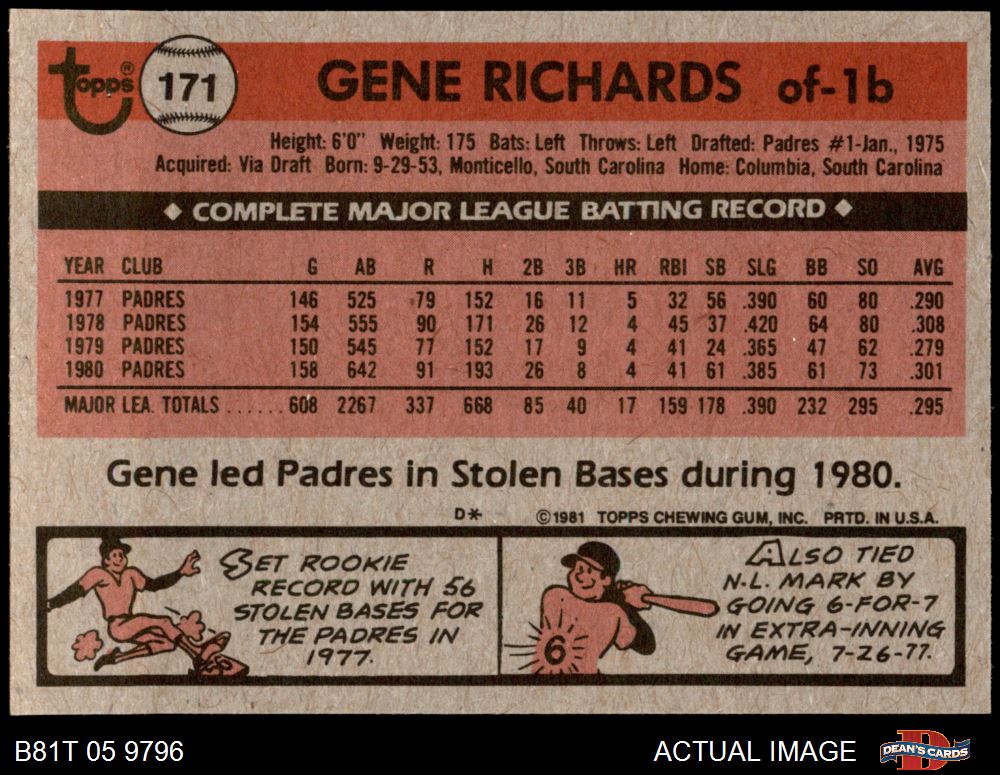 topps® 171 GENE RICHARDS of-1b
Height: 6'0" Weight: 175 Bats: Left Throws: Left Drafted: Padres #1-Jan., 1975
Acquired: Via Draft Born: 9-29-53, Monticello, South Carolina Home: Columbia, South Carolina
◆ COMPLETE MAJOR LEAGUE BATTING RECORD ◆
YEAR CLUB G AB R H 2B 3B HR RBI SB SLG BB SO AVG
1977 PADRES 146 525 79 152 16 11 5 32 56 .390 60 80 .290
1978 PADRES 154 555 90 171 26 12 4 45 37 .420 64 80 .308
1979 PADRES 150 545 77 152 17 9 4 41 24 .365 47 62 .279
1980 PADRES 158 642 91 193 26 8 4 41 61 .385 61 73 .301
MAJOR LEA. TOTALS ...... 608 2267 337 668 85 40 17 159 178 .390 232 295 .295
Gene led Padres in Stolen Bases during 1980.
D* ©1981 TOPPS CHEWING GUM, INC. PRTD. IN U.S.A.
SET ROOKIE
RECORD WITH 56
STOLEN BASES FOR
THE PADRES IN
1977.
6
ALSO TIED
N.L. MARK BY
GOING 6-FOR-7
IN EXTRA-INNING
GAME, 7-26-77.
B81T 05 9796 ACTUAL IMAGE DEAN'S CARDS